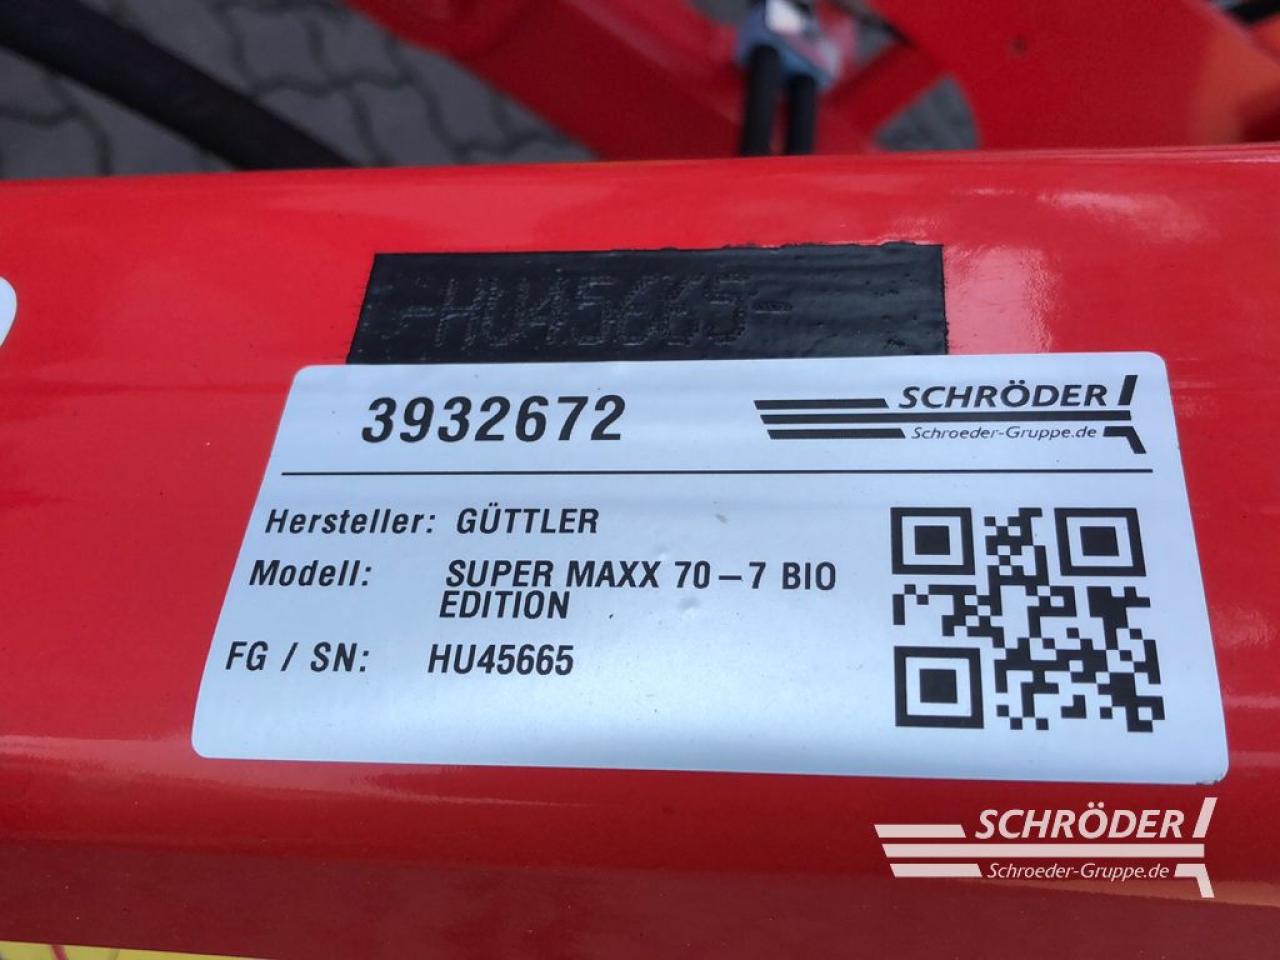 -HU45665-
3932672
SCHRÖDER
Schroeder-Gruppe.de
Hersteller: GÜTTLER
Modell: SUPER MAXX 70-7 BIO
EDITION
FG / SN: HU45665
SCHRÖDER
Schroeder-Gruppe.de